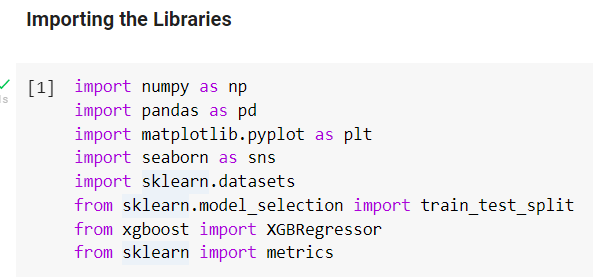 Importing the Libraries
[1] import numpy as np
import pandas as pd
import matplotlib.pyplot as plt
import seaborn as sns
import sklearn.datasets
from sklearn.model_selection import train_test_split
from xgboost import XGBRegressor
from sklearn import metrics